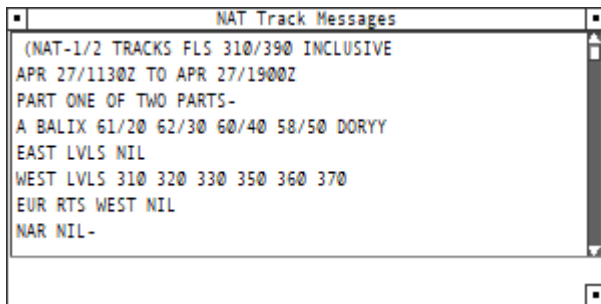 NAT Track Messages
(NAT-1/2 TRACKS FLS 310/390 INCLUSIVE
APR 27/1130Z TO APR 27/1900Z
PART ONE OF TWO PARTS-
A BALIX 61/20 62/30 60/40 58/50 DORYY
EAST LVLS NIL
WEST LVLS 310 320 330 350 360 370
EUR RTS WEST NIL
NAR NIL-